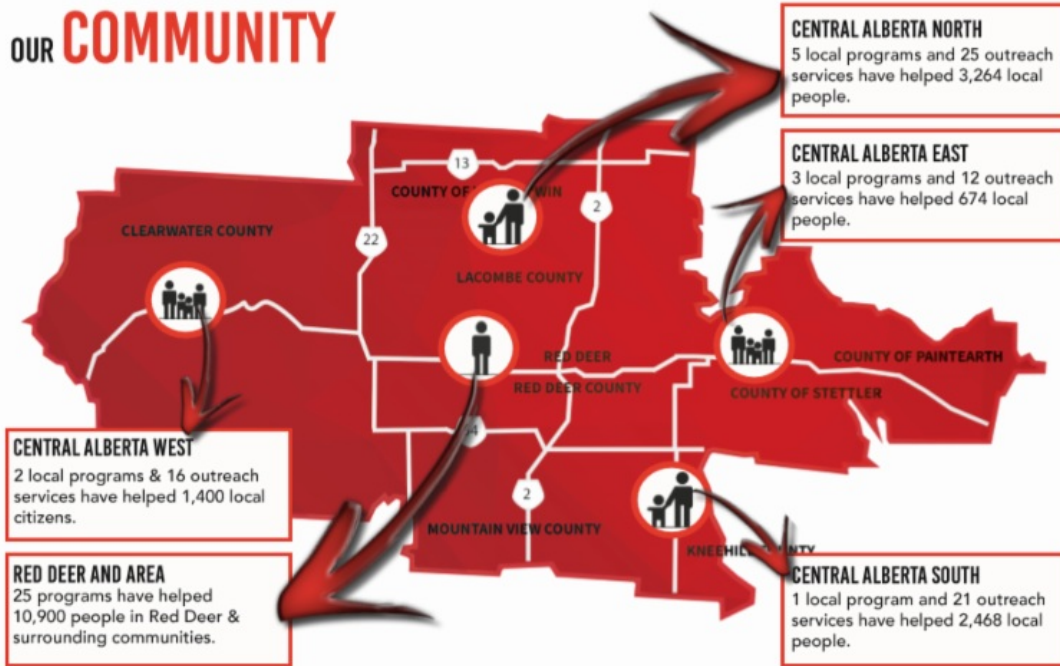 OUR COMMUNITY
CENTRAL ALBERTA NORTH
5 local programs and 25 outreach
services have helped 3,264 local
people.
CENTRAL ALBERTA EAST
3 local programs and 12 outreach
services have helped 674 local
people.
13
COUNTY OF
WIN
2
22
CLEARWATER COUNTY
LACOMBE COUNTY
RED DEER
RED DEER COUNTY
COUNTY OF PAINTEARTH
COUNTY OF STETTLER
2
MOUNTAIN VIEW COUNTY
CENTRAL ALBERTA WEST
2 local programs & 16 outreach
services have helped 1,400 local
citizens.
RED DEER AND AREA
25 programs have helped
10,900 people in Red Deer &
surrounding communities.
CENTRAL ALBERTA SOUTH
1 local program and 21 outreach
services have helped 2,468 local
people.